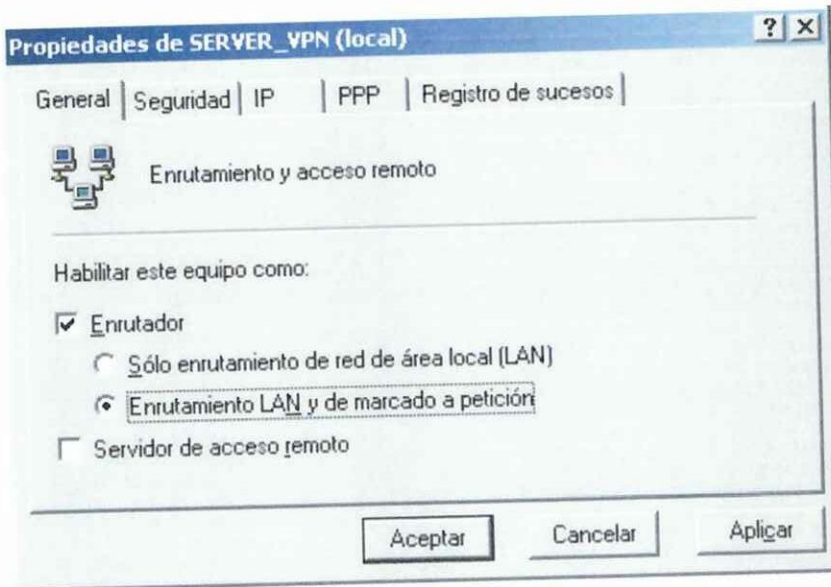 Propiedades de SERVER_VPN (local)
? X
General
Seguridad
IP
PPP
Registro de sucesos
Enrutamiento y acceso remoto
Habilitar este equipo como:
Enrutador
Sólo enrutamiento de red de área local (LAN)
Enrutamiento LAN y de marcado a petición
Servidor de acceso remoto
Aceptar
Cancelar
Aplicar